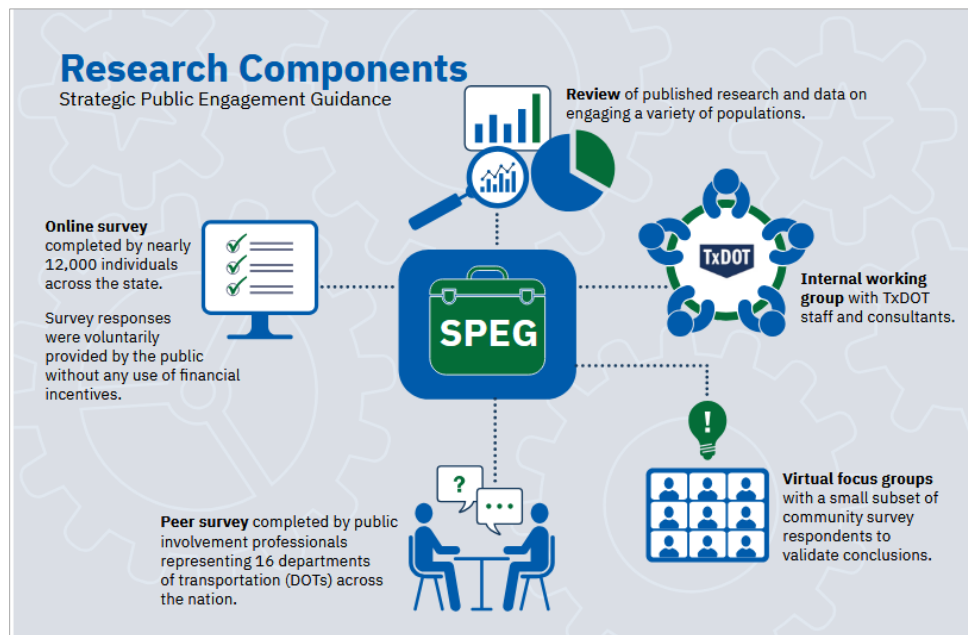 Research Components
Strategic Public Engagement Guidance
Review of published research and data on
engaging a variety of populations.
Online survey
completed by nearly
12,000 individuals
across the state.
Survey responses
were voluntarily
provided by the public
without any use of financial
incentives.
TxDOT
Internal working
group with TxDOT
staff and consultants.
SPEG
!
?
...
Peer survey completed by public
involvement professionals
representing 16 departments
of transportation (DOTs) across
the nation.
Virtual focus groups
with a small subset of
community survey
respondents to
validate conclusions.